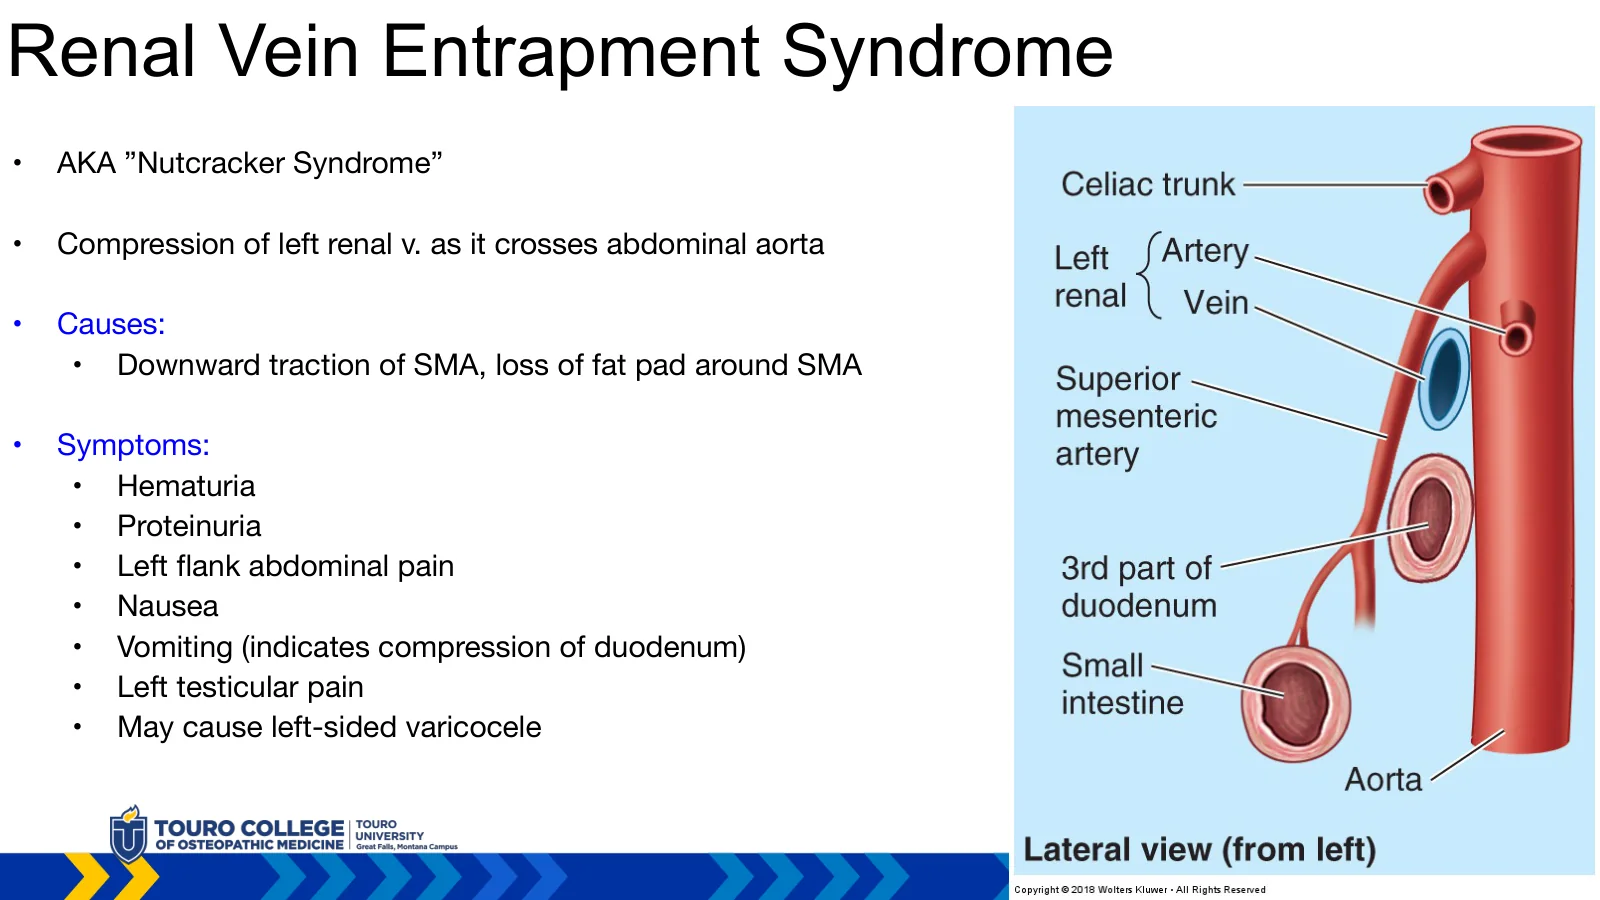 Renal Vein Entrapment Syndrome
• AKA ”Nutcracker Syndrome”
• Compression of left renal v. as it crosses abdominal aorta
• Causes:
• Downward traction of SMA, loss of fat pad around SMA
• Symptoms:
• Hematuria
• Proteinuria
• Left flank abdominal pain
• Nausea
• Vomiting (indicates compression of duodenum)
• Left testicular pain
• May cause left-sided varicocele
TOURO COLLEGE
OF OSTEOPATHIC MEDICINE
TOURO
UNIVERSITY
Great Falls, Montana Campus
Celiac trunk
Left
renal
Artery
Vein
Superior
mesenteric
artery
3rd part of
duodenum
Small
intestine
Aorta
Lateral view (from left)
Copyright © 2018 Wolters Kluwer • All Rights Reserved